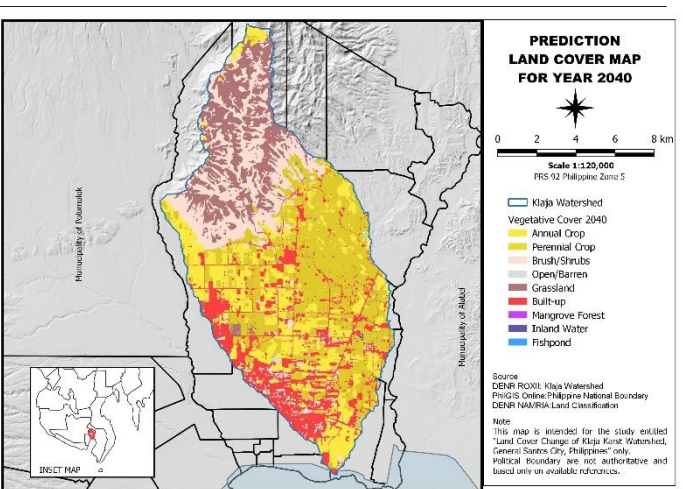 PREDICTION
LAND COVER MAP
FOR YEAR 2040
0 2 4 6 8 km
Scale 1:120,000
PRS 92 Philippine Zone 5
Klaja Watershed
Vegetative Cover 2040
Annual Crop
Perennial Crop
Brush/Shrubs
Open/Barren
Grassland
Built-up
Mangrove Forest
Inland Water
Fishpond
Source
DENR ROXII: Klaja Watershed
PhilGIS Online:Philippine National Boundary
DENR NAMRIA:Land Classification
Note
This map is intended for the study entitled
"Land Cover Change of Klaja Karst Watershed,
General Santos City, Philippines" only.
Political Boundary are not authoritative and
based only on available references.
Municipality of Polomolok
Municipality of Alabel
INSET MAP